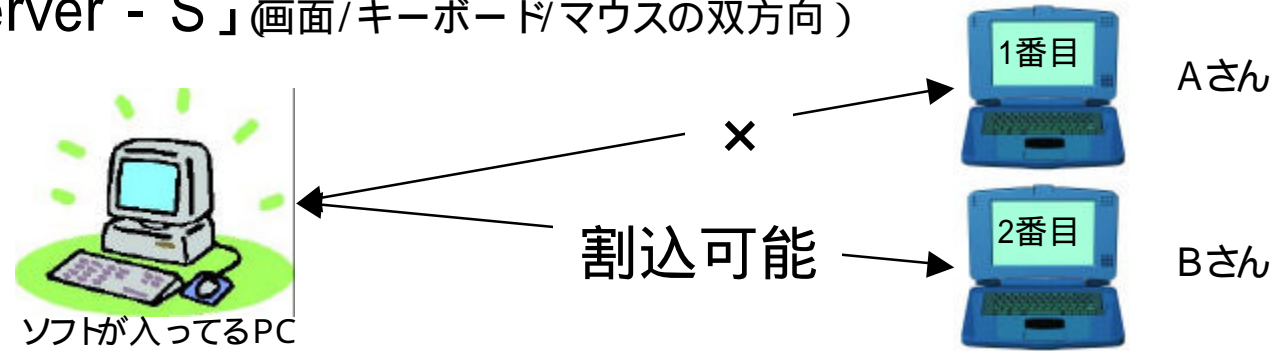 erver - S」(画面/キーボード/マウスの双方向)
1番目
Aさん
×
割込可能
2番目
Bさん
ソフトが入ってるPC